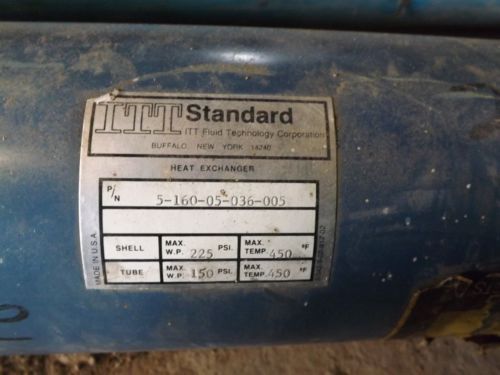 ITT Standard
ITT Fluid Technology Corporation
BUFFALO, NEW YORK 14240
HEAT EXCHANGER
P/N 5-160-05-036-005
SHELL MAX. W.P. 225 PSI. MAX. TEMP. 450 °F
TUBE MAX. W.P. 150 PSI. MAX. TEMP. 450 °F
MADE IN U.S.A.